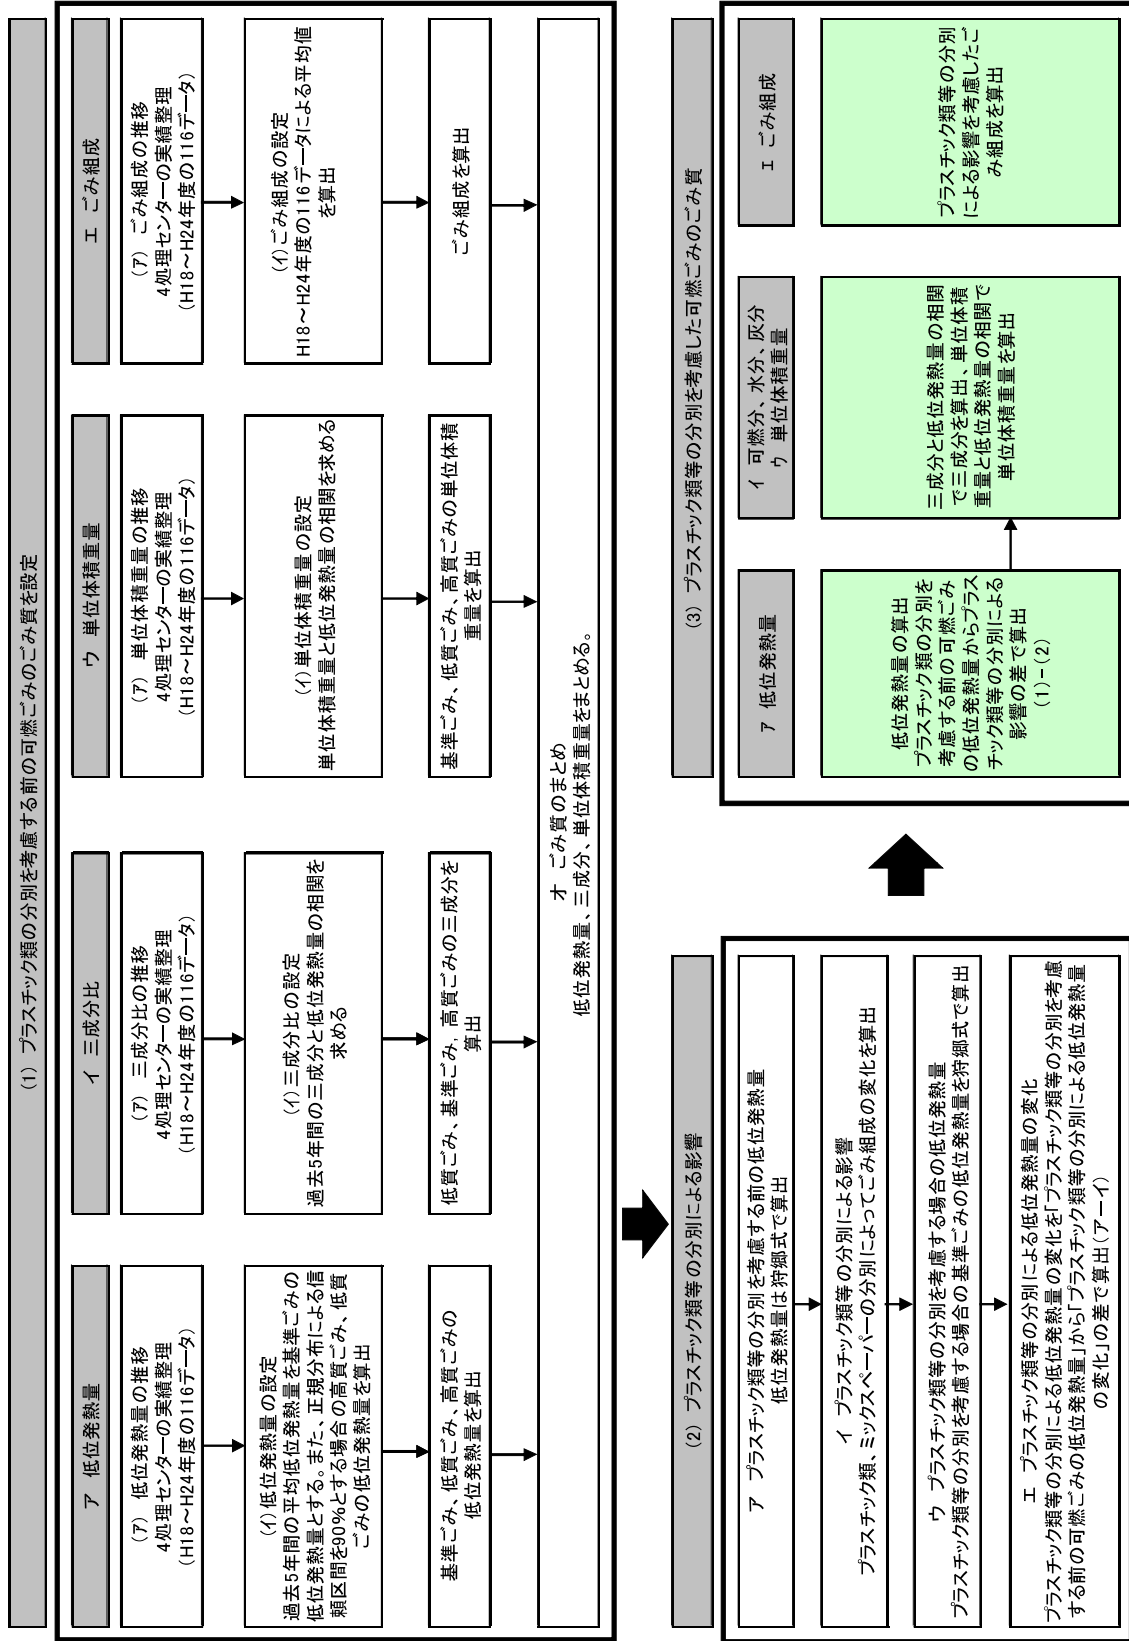 (1) プラスチック類の分別を考慮する前の可燃ごみのごみ質を設定
ア 低位発熱量
(ア) 低位発熱量の推移
4処理センターの実績整理
(H18～H24年度の116データ)
(イ)低位発熱量の設定
過去5年間の平均低位発熱量を基準ごみの
低位発熱量とする。また、正規分布による信
頼区間を90%とする場合の高質ごみ、低質
ごみの低位発熱量を算出
基準ごみ、低質ごみ、高質ごみの
低位発熱量を算出
イ 三成分比
(ア) 三成分比の推移
4処理センターの実績整理
(H18～H24年度の116データ)
(イ)三成分比の設定
過去5年間の三成分と低位発熱量の相関を
求める
低質ごみ、基準ごみ, 高質ごみの三成分を
算出
ウ 単位体積重量
(ア) 単位体積重量の推移
4処理センターの実績整理
(H18～H24年度の116データ)
(イ)単位体積重量の設定
単位体積重量と低位発熱量の相関を求める
基準ごみ、低質ごみ、高質ごみの単位体積
重量を算出
エ ごみ組成
(ア) ごみ組成の推移
4処理センターの実績整理
(H18～H24年度の116データ)
(イ)ごみ組成の設定
H18～H24年度の116データによる平均値
を算出
ごみ組成を算出
オ ごみ質のまとめ
低位発熱量、三成分、単位体積重量をまとめる。
(2) プラスチック類等の分別による影響
ア プラスチック類等の分別を考慮する前の低位発熱量
低位発熱量は狩郷式で算出
イ プラスチック類等の分別による影響
プラスチック類、ミックスペーパーの分別によってごみ組成の変化を算出
ウ プラスチック類等の分別を考慮する場合の低位発熱量
プラスチック類等の分別を考慮する場合の基準ごみの低位発熱量を狩郷式で算出
エ プラスチック類等の分別による低位発熱量の変化
プラスチック類等の分別による低位発熱量の変化を「プラスチック類等の分別を考慮
する前の可燃ごみの低位発熱量」から「プラスチック類等の分別による低位発熱量
の変化」の差で算出(アーイ)
(3) プラスチック類等の分別を考慮した可燃ごみのごみ質
ア 低位発熱量
低位発熱量の算出
プラスチック類の分別を
考慮する前の可燃ごみ
の低位発熱量からプラス
チック類等の分別による
影響の差で算出
(1)-(2)
イ 可燃分、水分、灰分
ウ 単位体積重量
三成分と低位発熱量の相関
で三成分を算出、単位体積
重量と低位発熱量の相関で
単位体積重量を算出
エ ごみ組成
プラスチック類等の分別
による影響を考慮したご
み組成を算出